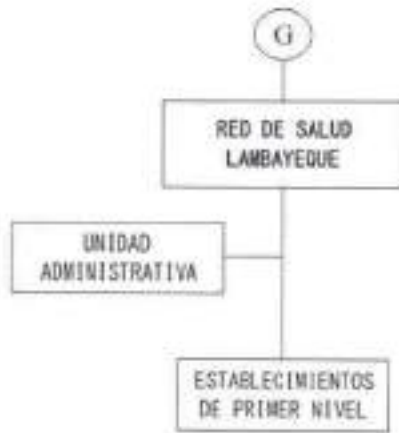 G
RED DE SALUD
LAMBAYEQUE
UNIDAD
ADMINISTRATIVA
ESTABLECIMIENTOS
DE PRIMER NIVEL